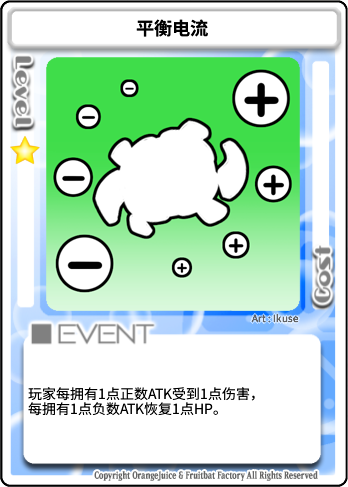 平衡电流
Level
Cost
Art : Ikuse
EVENT
玩家每拥有1点正数ATK受到1点伤害，
每拥有1点负数ATK恢复1点HP。
Copyright OrangeJuice & Fruitbat Factory All Rights Reserved